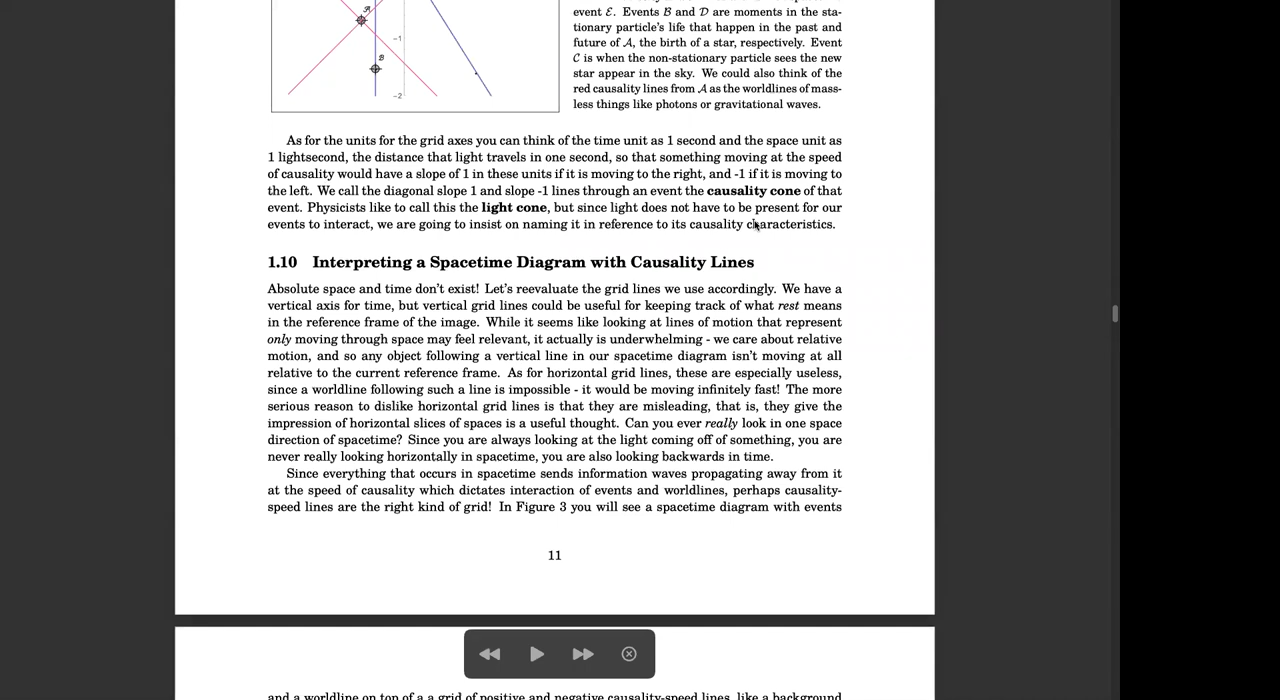 A
-1
B
-2
event ℰ. Events ℬ and 𝒟 are moments in the sta-
tionary particle's life that happen in the past and
future of 𝒜, the birth of a star, respectively. Event
𝒞 is when the non-stationary particle sees the new
star appear in the sky. We could also think of the
red causality lines from 𝒜 as the worldlines of mass-
less things like photons or gravitational waves.
As for the units for the grid axes you can think of the time unit as 1 second and the space unit as
1 lightsecond, the distance that light travels in one second, so that something moving at the speed
of causality would have a slope of 1 in these units if it is moving to the right, and -1 if it is moving to
the left. We call the diagonal slope 1 and slope -1 lines through an event the causality cone of that
event. Physicists like to call this the light cone, but since light does not have to be present for our
events to interact, we are going to insist on naming it in reference to its causality characteristics.
1.10 Interpreting a Spacetime Diagram with Causality Lines
Absolute space and time don't exist! Let's reevaluate the grid lines we use accordingly. We have a
vertical axis for time, but vertical grid lines could be useful for keeping track of what rest means
in the reference frame of the image. While it seems like looking at lines of motion that represent
only moving through space may feel relevant, it actually is underwhelming - we care about relative
motion, and so any object following a vertical line in our spacetime diagram isn't moving at all
relative to the current reference frame. As for horizontal grid lines, these are especially useless,
since a worldline following such a line is impossible - it would be moving infinitely fast! The more
serious reason to dislike horizontal grid lines is that they are misleading, that is, they give the
impression of horizontal slices of spaces is a useful thought. Can you ever really look in one space
direction of spacetime? Since you are always looking at the light coming off of something, you are
never really looking horizontally in spacetime, you are also looking backwards in time.
Since everything that occurs in spacetime sends information waves propagating away from it
at the speed of causality which dictates interaction of events and worldlines, perhaps causality-
speed lines are the right kind of grid! In Figure 3 you will see a spacetime diagram with events
11
and a worldline on top of a a grid of positive and negative causality-speed lines, like a background